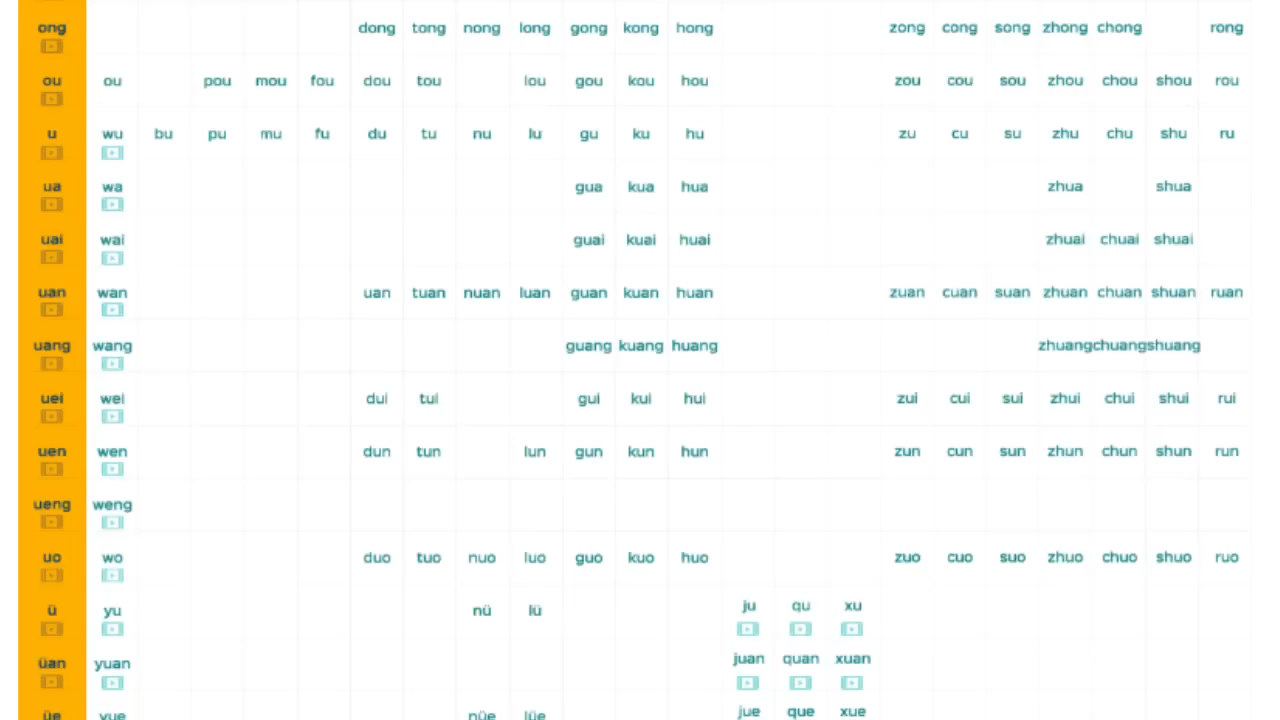 ong dong tong nong long gong kong hong zong cong song zhong chong rong
ou ou pou mou fou dou tou lou gou kou hou zou cou sou zhou chou shou rou
u wu bu pu mu fu du tu nu lu gu ku hu zu cu su zhu chu shu ru
ua wa gua kua hua zhua shua
uai wai guai kuai huai zhuai chuai shuai
uan wan uan tuan nuan luan guan kuan huan zuan cuan suan zhuan chuan shuan ruan
uang wang guang kuang huang zhuang chuang shuang
uei wei dui tui gui kui hui zui cui sui zhui chui shui rui
uen wen dun tun lun gun kun hun zun cun sun zhun chun shun run
ueng weng
uo wo duo tuo nuo luo guo kuo huo zuo cuo suo zhuo chuo shuo ruo
ü yu nü lü ju qu xu
üan yuan juan quan xuan
üe yue nüe lüe jue que xue